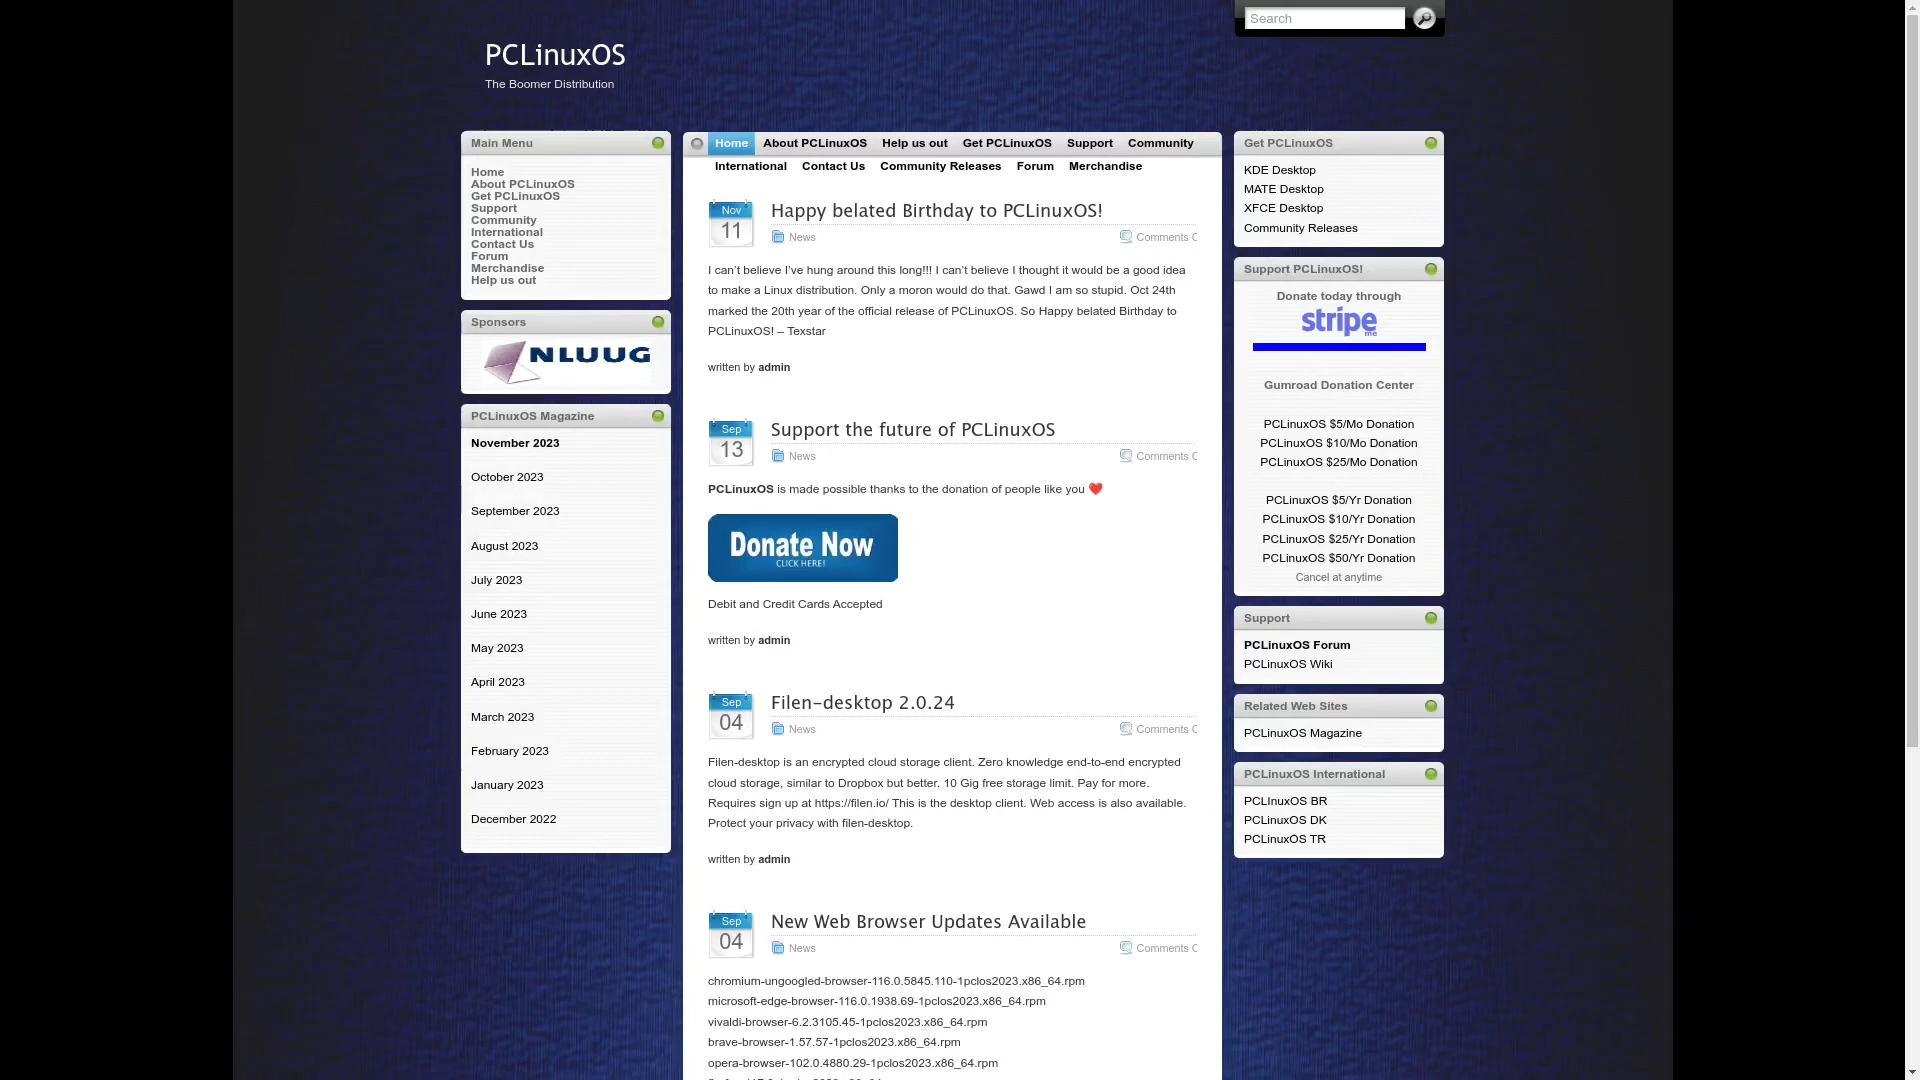 Search
PCLinuxOS
The Boomer Distribution
Main Menu
Home
About PCLinuxOS
Get PCLinuxOS
Support
Community
International
Contact Us
Forum
Merchandise
Help us out
Sponsors
NLUUG
PCLinuxOS Magazine
November 2023
October 2023
September 2023
August 2023
July 2023
June 2023
May 2023
April 2023
March 2023
February 2023
January 2023
December 2022
Home About PCLinuxOS Help us out Get PCLinuxOS Support Community
International Contact Us Community Releases Forum Merchandise
Nov
11
Happy belated Birthday to PCLinuxOS!
News
Comments
I can’t believe I’ve hung around this long!!! I can’t believe I thought it would be a good idea
to make a Linux distribution. Only a moron would do that. Gawd I am so stupid. Oct 24th
marked the 20th year of the official release of PCLinuxOS. So Happy belated Birthday to
PCLinuxOS! – Texstar
written by admin
Sep
13
Support the future of PCLinuxOS
News
Comments
PCLinuxOS is made possible thanks to the donation of people like you ❤️
Donate Now
CLICK HERE!
Debit and Credit Cards Accepted
written by admin
Sep
04
Filen-desktop 2.0.24
News
Comments
Filen-desktop is an encrypted cloud storage client. Zero knowledge end-to-end encrypted
cloud storage, similar to Dropbox but better. 10 Gig free storage limit. Pay for more.
Requires sign up at https://filen.io/ This is the desktop client. Web access is also available.
Protect your privacy with filen-desktop.
written by admin
Sep
04
New Web Browser Updates Available
News
Comments
chromium-ungoogled-browser-116.0.5845.110-1pclos2023.x86_64.rpm
microsoft-edge-browser-116.0.1938.69-1pclos2023.x86_64.rpm
vivaldi-browser-6.2.3105.45-1pclos2023.x86_64.rpm
brave-browser-1.57.57-1pclos2023.x86_64.rpm
opera-browser-102.0.4880.29-1pclos2023.x86_64.rpm
Get PCLinuxOS
KDE Desktop
MATE Desktop
XFCE Desktop
Community Releases
Support PCLinuxOS!
Donate today through
stripe
me
Gumroad Donation Center
PCLinuxOS $5/Mo Donation
PCLinuxOS $10/Mo Donation
PCLinuxOS $25/Mo Donation
PCLinuxOS $5/Yr Donation
PCLinuxOS $10/Yr Donation
PCLinuxOS $25/Yr Donation
PCLinuxOS $50/Yr Donation
Cancel at anytime
Support
PCLinuxOS Forum
PCLinuxOS Wiki
Related Web Sites
PCLinuxOS Magazine
PCLinuxOS International
PCLInuxOS BR
PCLinuxOS DK
PCLinuxOS TR